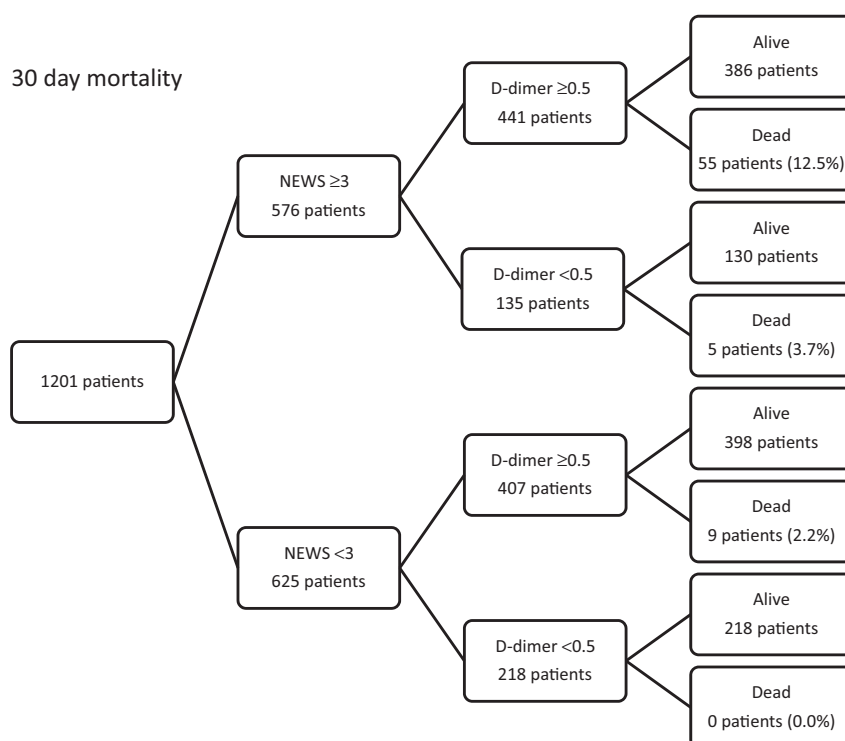 30 day mortality
1201 patients
NEWS ≥3
576 patients
NEWS <3
625 patients
D-dimer ≥0.5
441 patients
D-dimer <0.5
135 patients
D-dimer ≥0.5
407 patients
D-dimer <0.5
218 patients
Alive
386 patients
Dead
55 patients (12.5%)
Alive
130 patients
Dead
5 patients (3.7%)
Alive
398 patients
Dead
9 patients (2.2%)
Alive
218 patients
Dead
0 patients (0.0%)